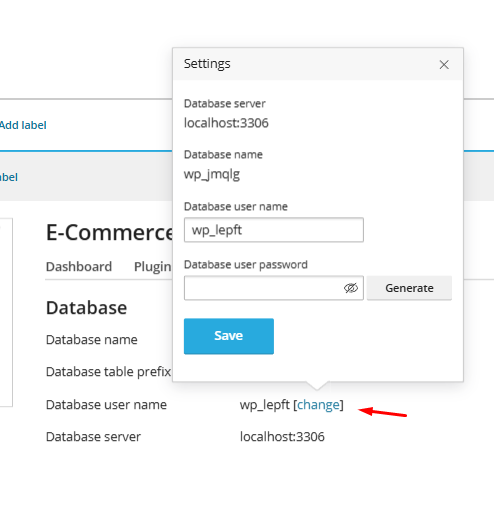 Settings
Database server
localhost:3306
Database name
wp_jmqlg
Database user name
wp_lepft
Database user password
Generate
Save
Add label
abel
E-Commerce
Dashboard Plugin
Database
Database name
Database table prefix
Database user name wp_lepft [change]
Database server localhost:3306